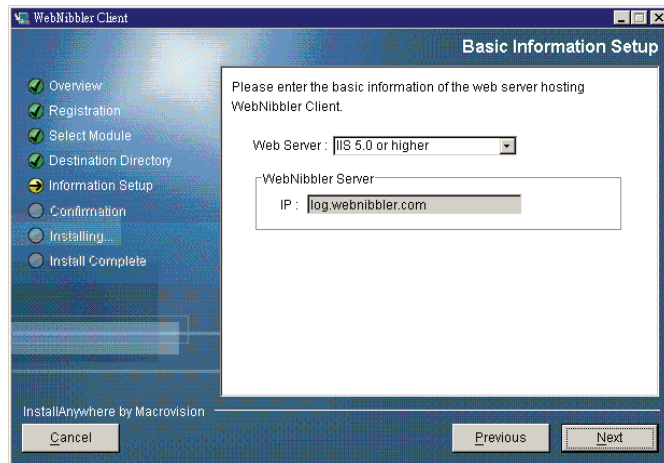 WebNibbler Client
Basic Information Setup
Overview
Registration
Select Module
Destination Directory
Information Setup
Confirmation
Installing...
Install Complete
Please enter the basic information of the web server hosting
WebNibbler Client.
Web Server : IIS 5.0 or higher
WebNibbler Server
IP : log.webnibbler.com
InstallAnywhere by Macrovision
Cancel
Previous
Next